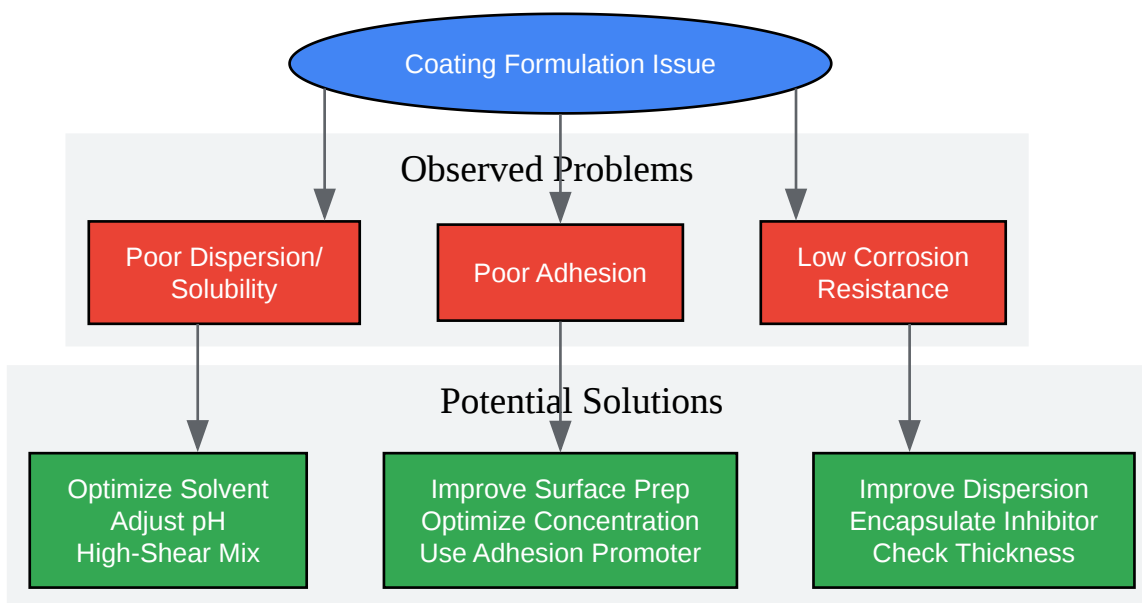 Coating Formulation Issue
Observed Problems
Poor Dispersion/
Solubility
Poor Adhesion
Low Corrosion
Resistance
Potential Solutions
Optimize Solvent
Adjust pH
High-Shear Mix
Improve Surface Prep
Optimize Concentration
Use Adhesion Promoter
Improve Dispersion
Encapsulate Inhibitor
Check Thickness